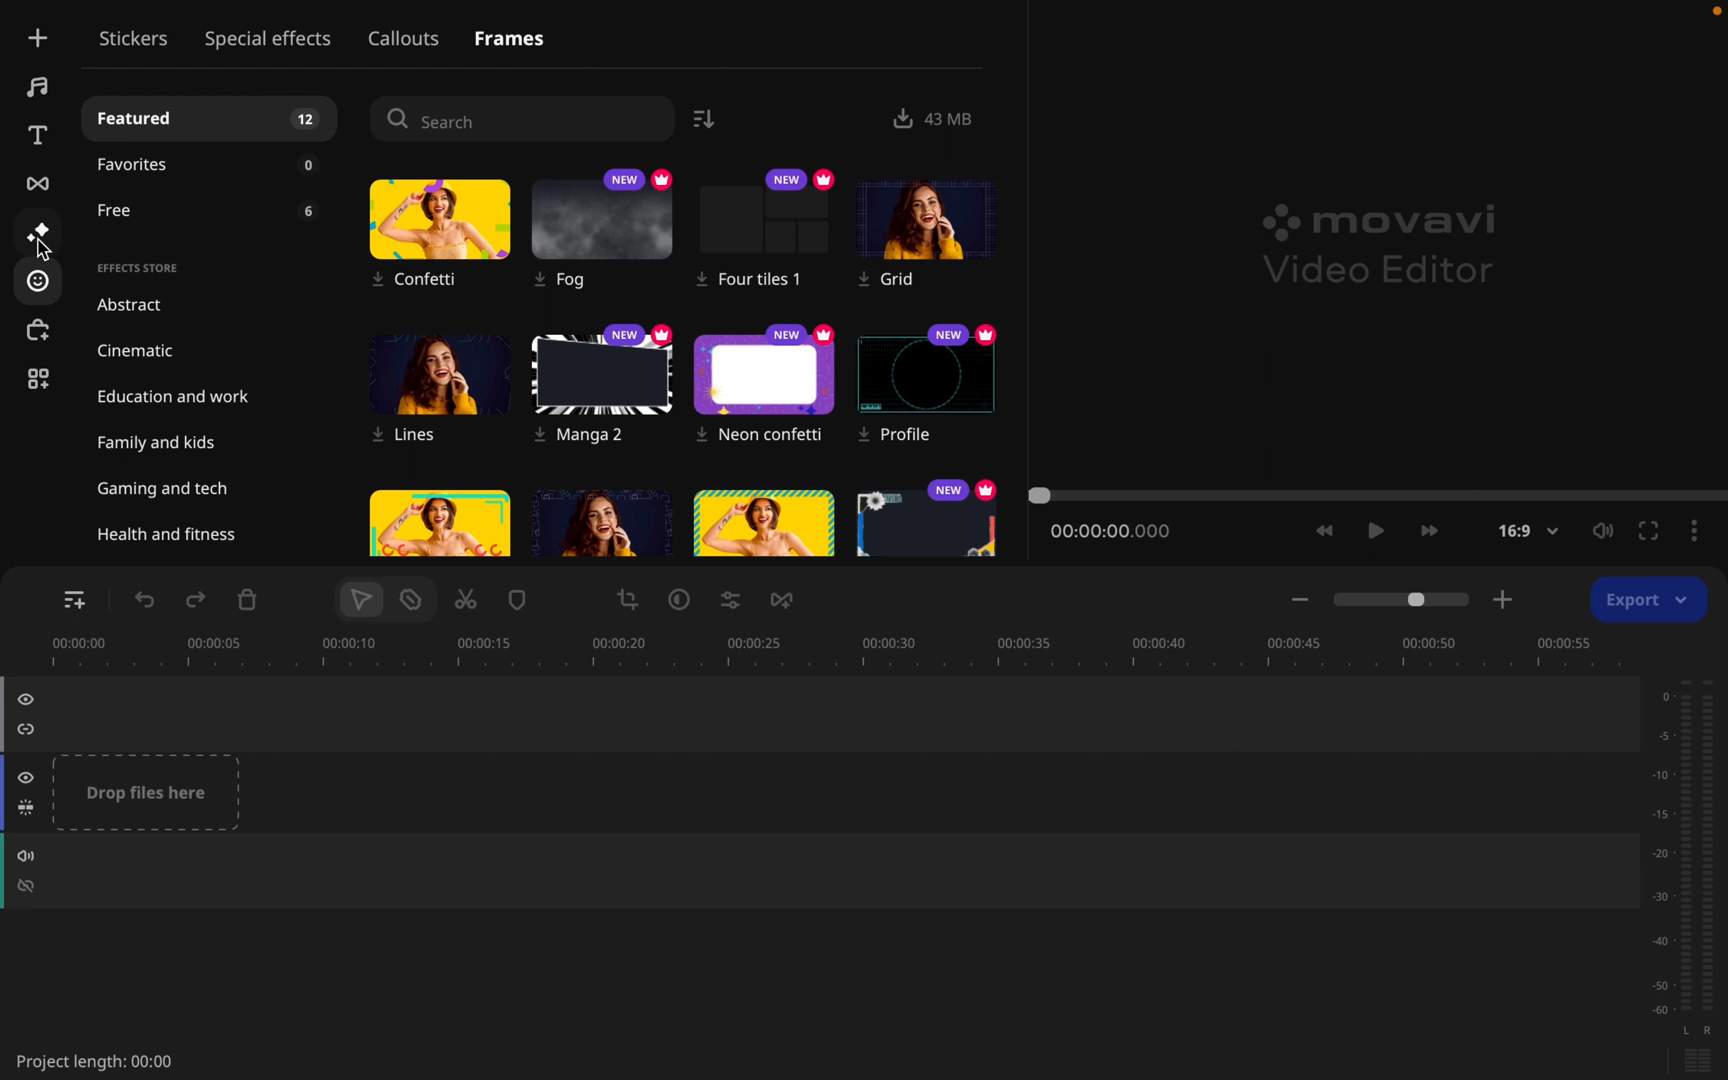 Stickers
Special effects
Callouts
Frames
Featured 12
Favorites 0
Free 6
EFFECTS STORE
Abstract
Cinematic
Education and work
Family and kids
Gaming and tech
Health and fitness
Search
43 MB
NEW
NEW
Confetti
Fog
Four tiles 1
Grid
NEW
NEW
NEW
Lines
Manga 2
Neon confetti
Profile
NEW
movavi
Video Editor
00:00:00.000
16:9
Export
00:00:00
00:00:05
00:00:10
00:00:15
00:00:20
00:00:25
00:00:30
00:00:35
00:00:40
00:00:45
00:00:50
00:00:55
Drop files here
0
-5
-10
-15
-20
-30
-40
-50
-60
L R
Project length: 00:00